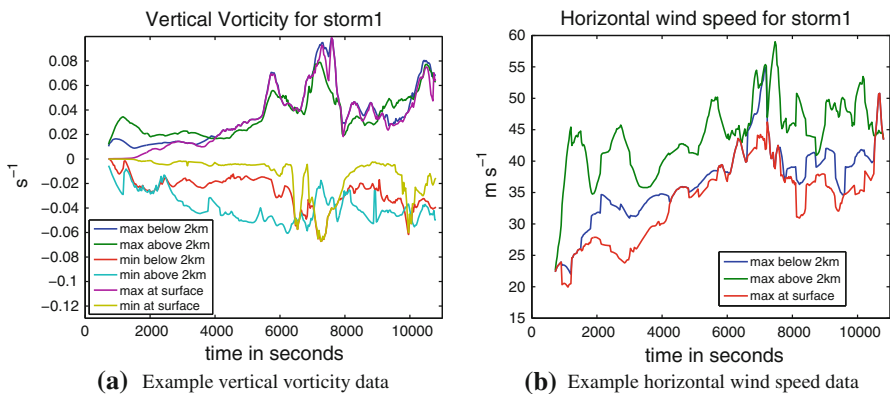 Vertical Vorticity for storm1
0.08
0.06
0.04
0.02
0
−0.02
−0.04
−0.06
−0.08
−0.1
−0.12
s⁻¹
max below 2km
max above 2km
min below 2km
min above 2km
max at surface
min at surface
0 2000 4000 6000 8000 10000
time in seconds
(a) Example vertical vorticity data
Horizontal wind speed for storm1
60
55
50
45
40
35
30
25
20
15
m s⁻¹
max below 2km
max above 2km
max at surface
0 2000 4000 6000 8000 10000
time in seconds
(b) Example horizontal wind speed data